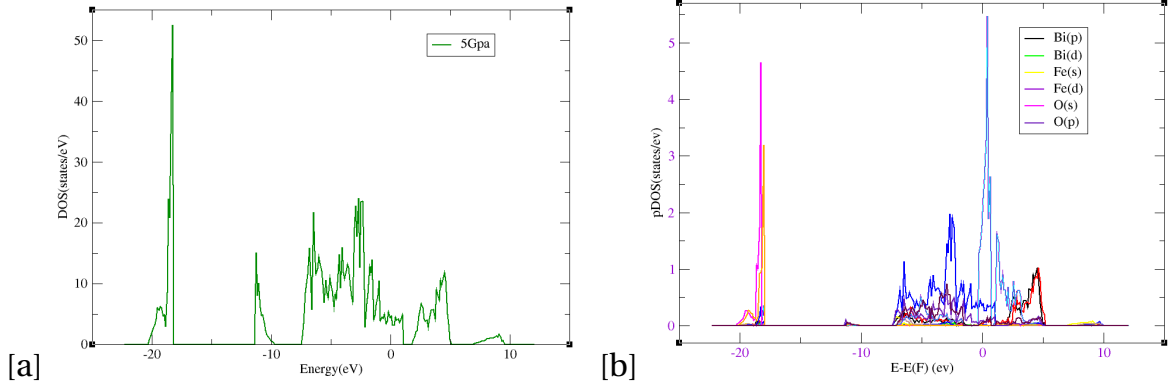 5Gpa
50
40
30
20
10
0
DOS(states/eV)
-20
-10
0
10
Energy(eV)
[a]
Bi(p)
Bi(d)
Fe(s)
Fe(d)
O(s)
O(p)
5
4
3
2
1
0
pDOS(states/ev)
-20
-10
0
10
E-E(F) (ev)
[b]